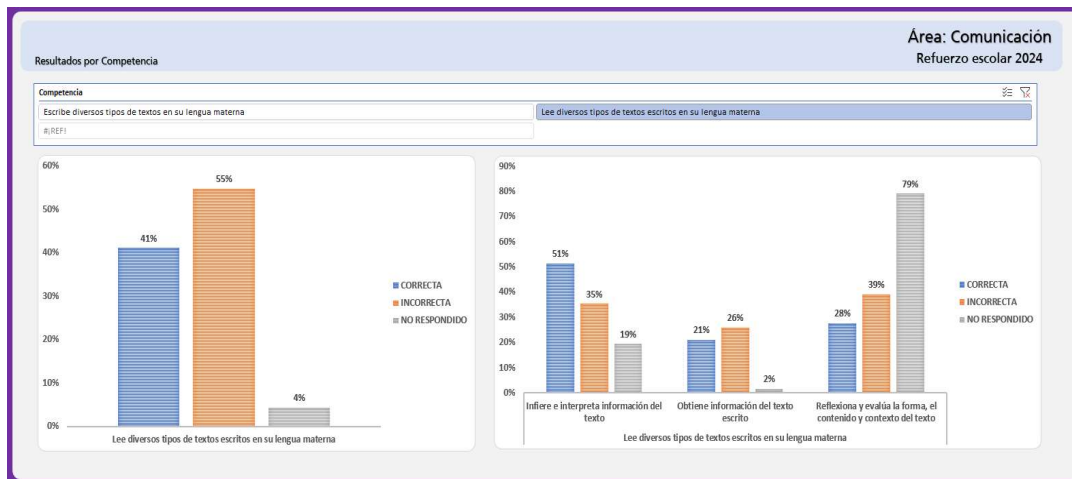 Área: Comunicación
Resultados por Competencia
Refuerzo escolar 2024
Competencia
Escribe diversos tipos de textos en su lengua materna
Lee diversos tipos de textos escritos en su lengua materna
#¡REF!
60%
50%
40%
30%
20%
10%
0%
41%
55%
4%
CORRECTA
INCORRECTA
NO RESPONDIDO
Lee diversos tipos de textos escritos en su lengua materna
90%
80%
70%
60%
50%
40%
30%
20%
10%
0%
51%
35%
19%
21%
26%
2%
28%
39%
79%
CORRECTA
INCORRECTA
NO RESPONDIDO
Infiere e interpreta información del
texto
Obtiene información del texto
escrito
Reflexiona y evalúa la forma, el
contenido y contexto del texto
Lee diversos tipos de textos escritos en su lengua materna